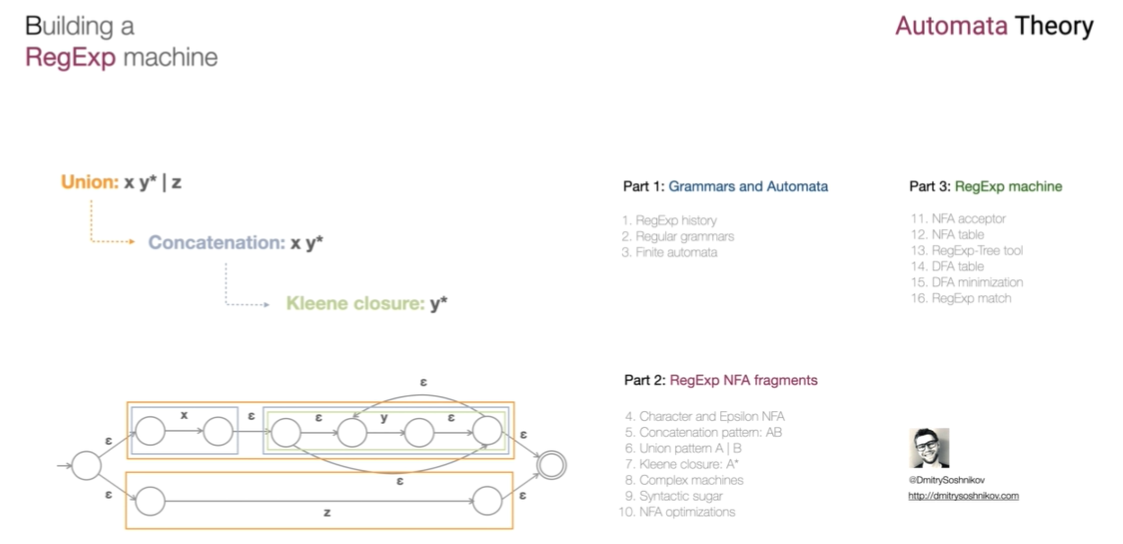 Building a
RegExp machine
Automata Theory
Union: x y* | z
Concatenation: x y*
Kleene closure: y*
ε
x
ε
ε
y
ε
ε
ε
ε
ε
ε
z
Part 1: Grammars and Automata
1. RegExp history
2. Regular grammars
3. Finite automata
Part 3: RegExp machine
11. NFA acceptor
12. NFA table
13. RegExp-Tree tool
14. DFA table
15. DFA minimization
16. RegExp match
Part 2: RegExp NFA fragments
4. Character and Epsilon NFA
5. Concatenation pattern: AB
6. Union pattern A | B
7. Kleene closure: A*
8. Complex machines
9. Syntactic sugar
10. NFA optimizations
@DmitrySoshnikov
http://dmitrysoshnikov.com